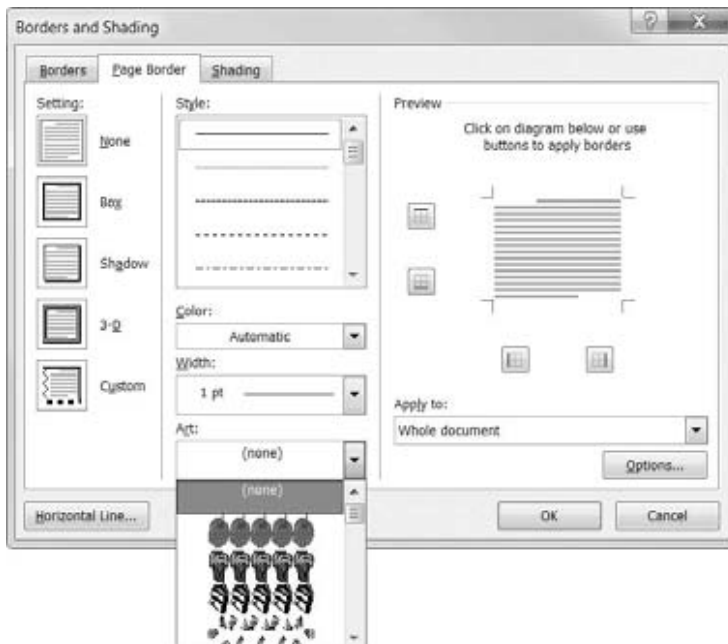 Borders and Shading
Borders
Page Border
Shading
Setting:
None
Box
Shadow
3-D
Custom
Style:
Color:
Automatic
Width:
1 pt
Art:
(none)
(none)
Preview
Click on diagram below or use
buttons to apply borders
Apply to:
Whole document
Options...
Horizontal Line...
OK
Cancel